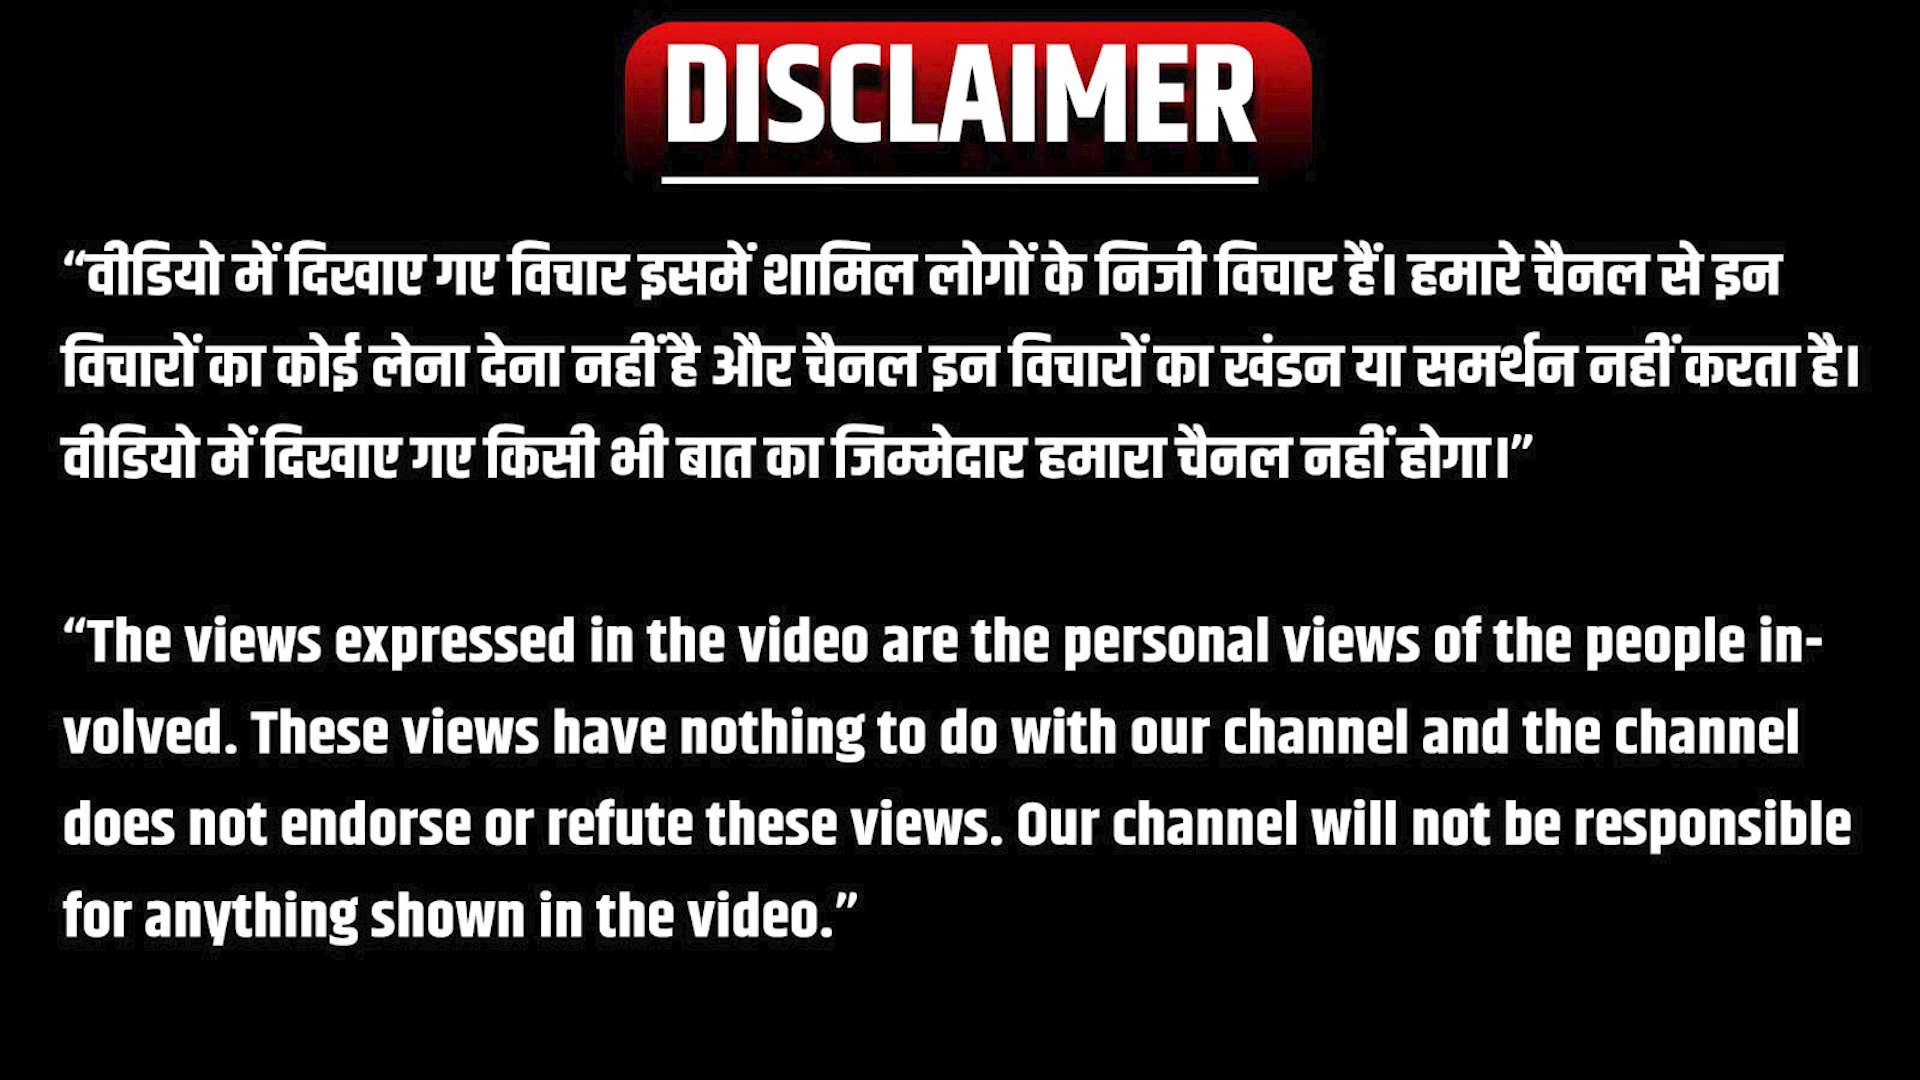 DISCLAIMER
“वीडियो में दिखाए गए विचार इसमें शामिल लोगों के निजी विचार हैं। हमारे चैनल से इन
विचारों का कोई लेना देना नहीं है और चैनल इन विचारों का खंडन या समर्थन नहीं करता है।
वीडियो में दिखाए गए किसी भी बात का जिम्मेदार हमारा चैनल नहीं होगा।”
“The views expressed in the video are the personal views of the people in-
volved. These views have nothing to do with our channel and the channel
does not endorse or refute these views. Our channel will not be responsible
for anything shown in the video.”